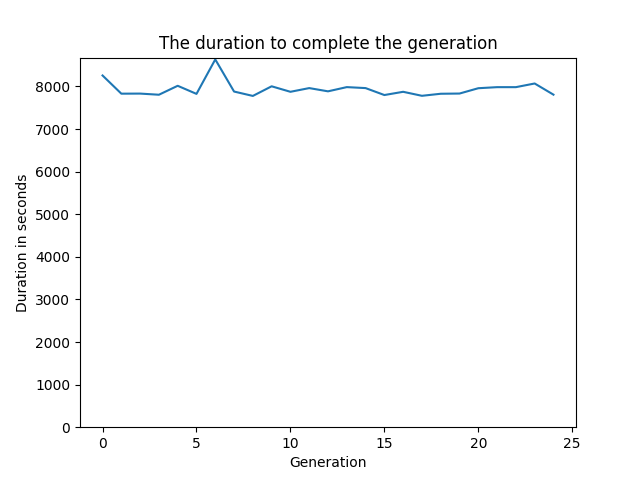 The duration to complete the generation
8000
7000
6000
5000
4000
3000
2000
1000
0
Duration in seconds
0 5 10 15 20 25
Generation